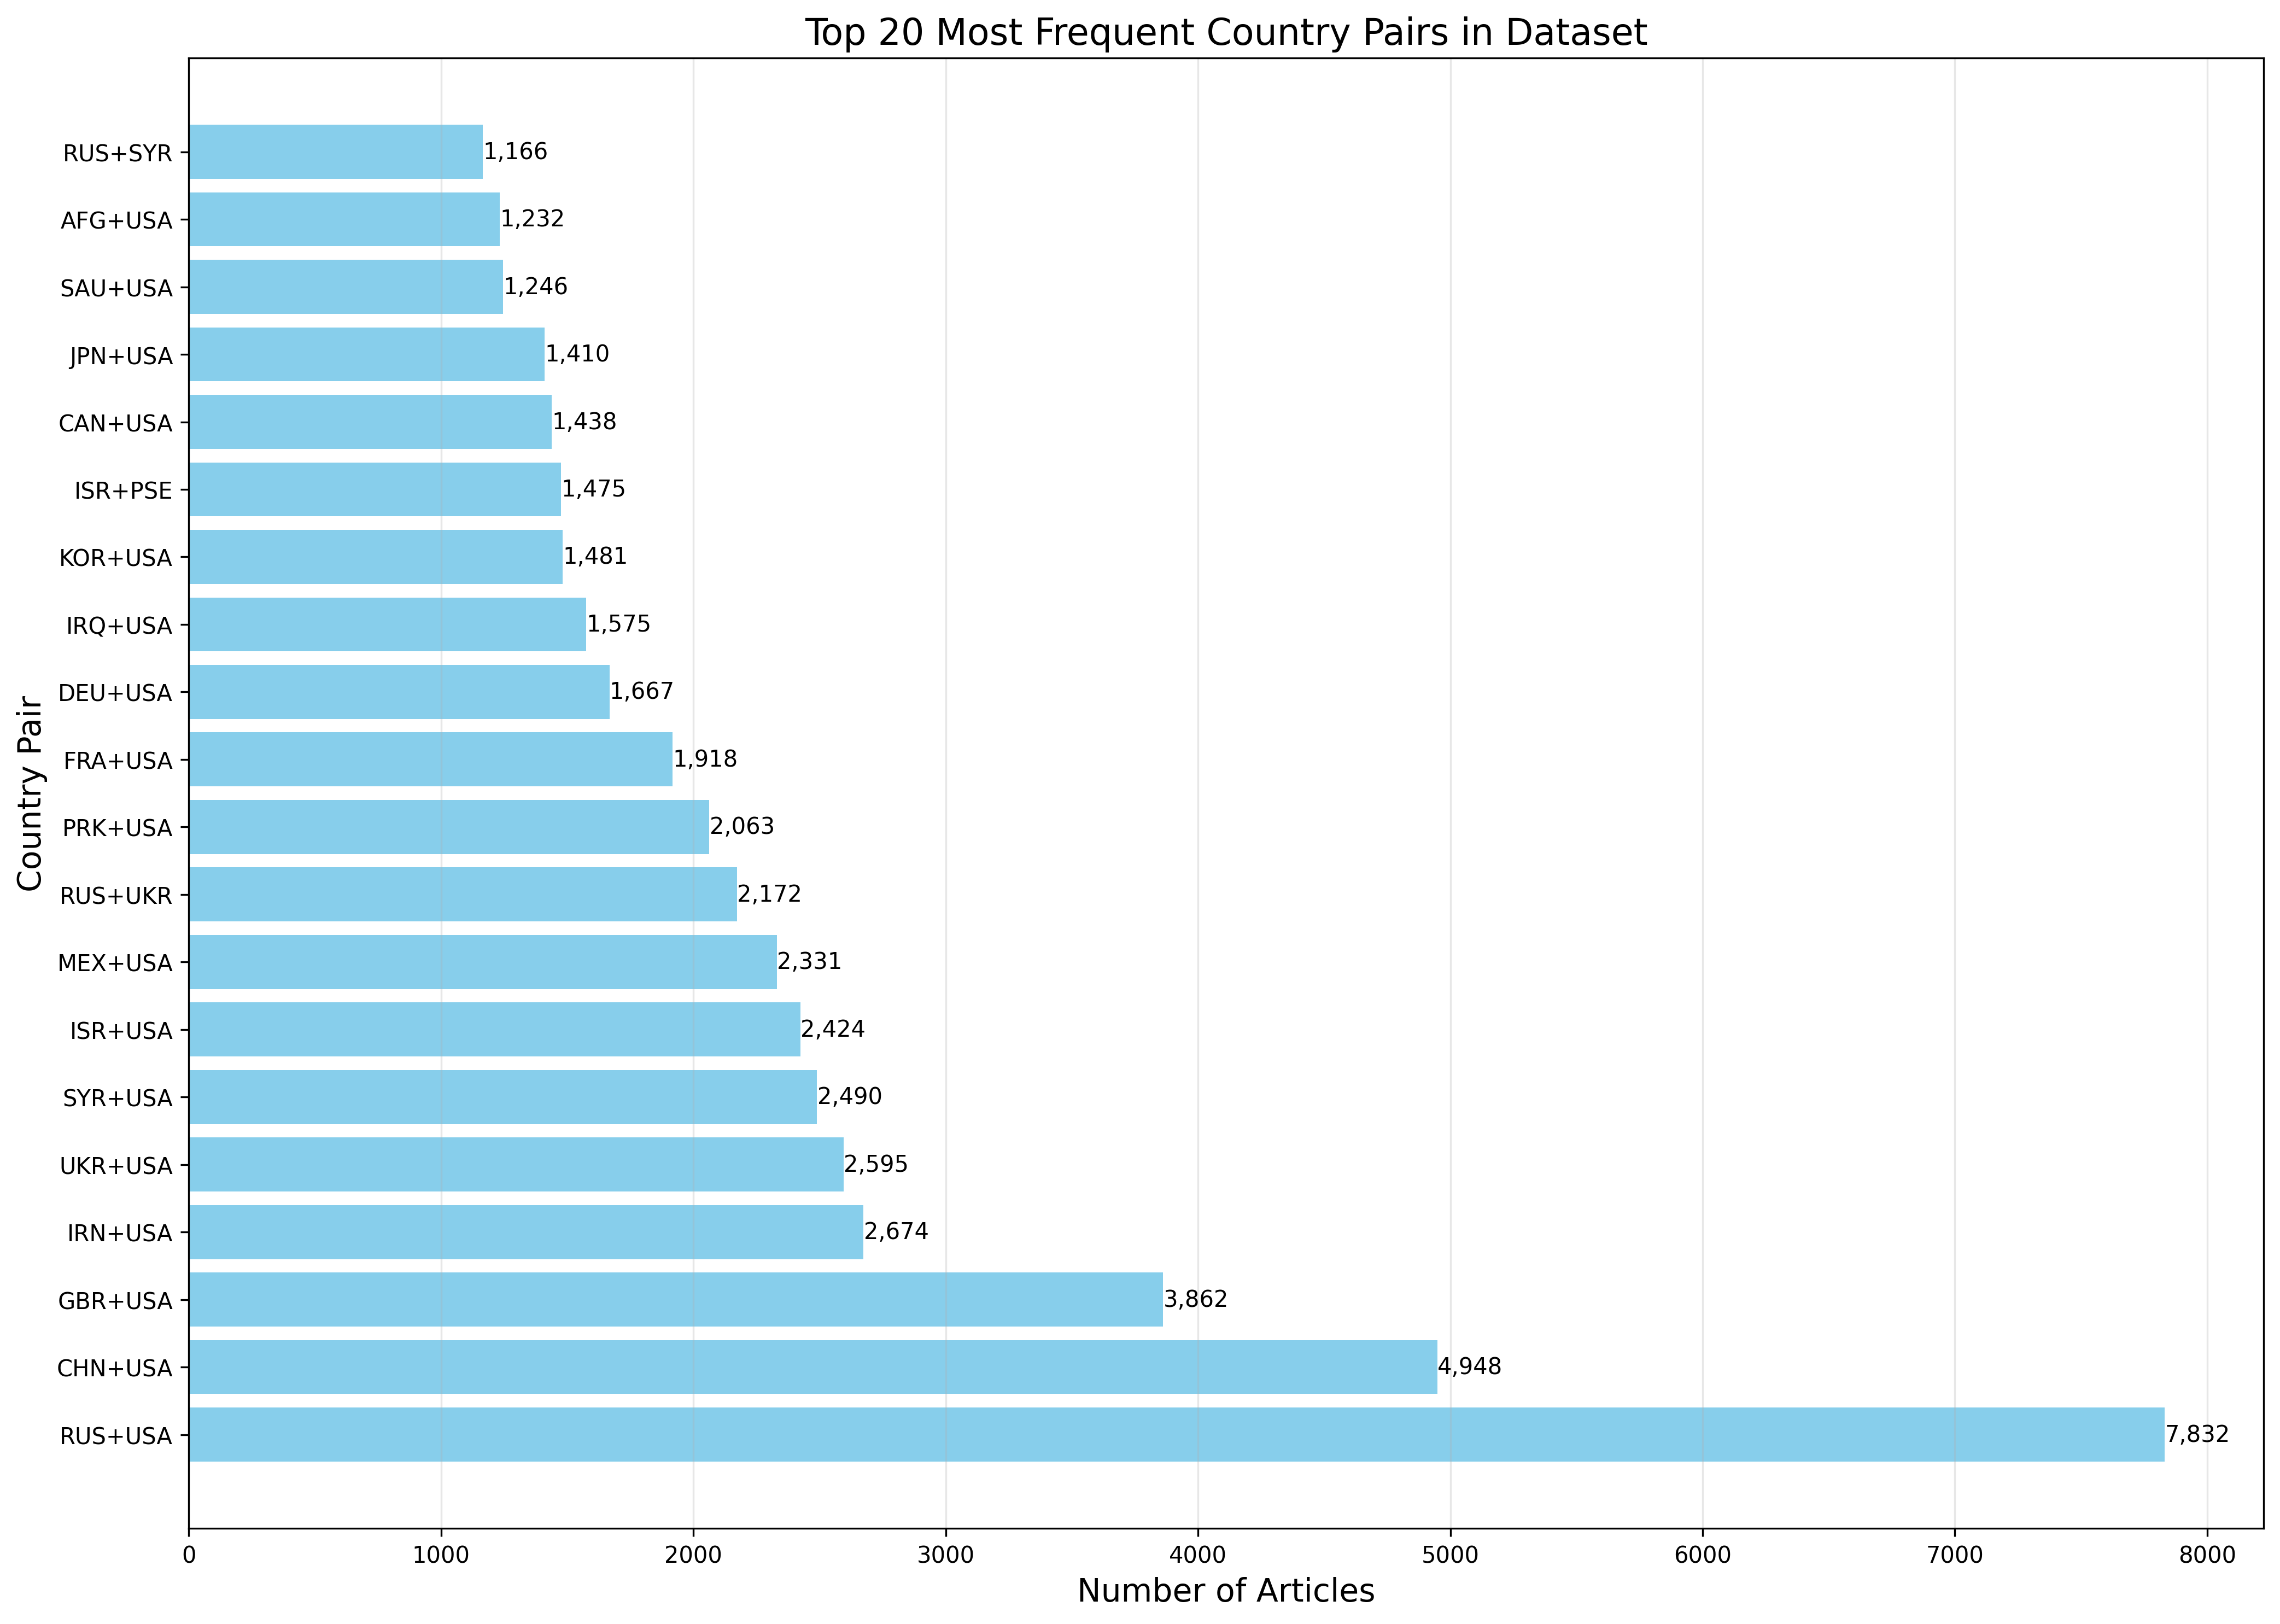 Top 20 Most Frequent Country Pairs in Dataset
Country Pair
RUS+SYR 1,166
AFG+USA 1,232
SAU+USA 1,246
JPN+USA 1,410
CAN+USA 1,438
ISR+PSE 1,475
KOR+USA 1,481
IRQ+USA 1,575
DEU+USA 1,667
FRA+USA 1,918
PRK+USA 2,063
RUS+UKR 2,172
MEX+USA 2,331
ISR+USA 2,424
SYR+USA 2,490
UKR+USA 2,595
IRN+USA 2,674
GBR+USA 3,862
CHN+USA 4,948
RUS+USA 7,832
0 1000 2000 3000 4000 5000 6000 7000 8000
Number of Articles